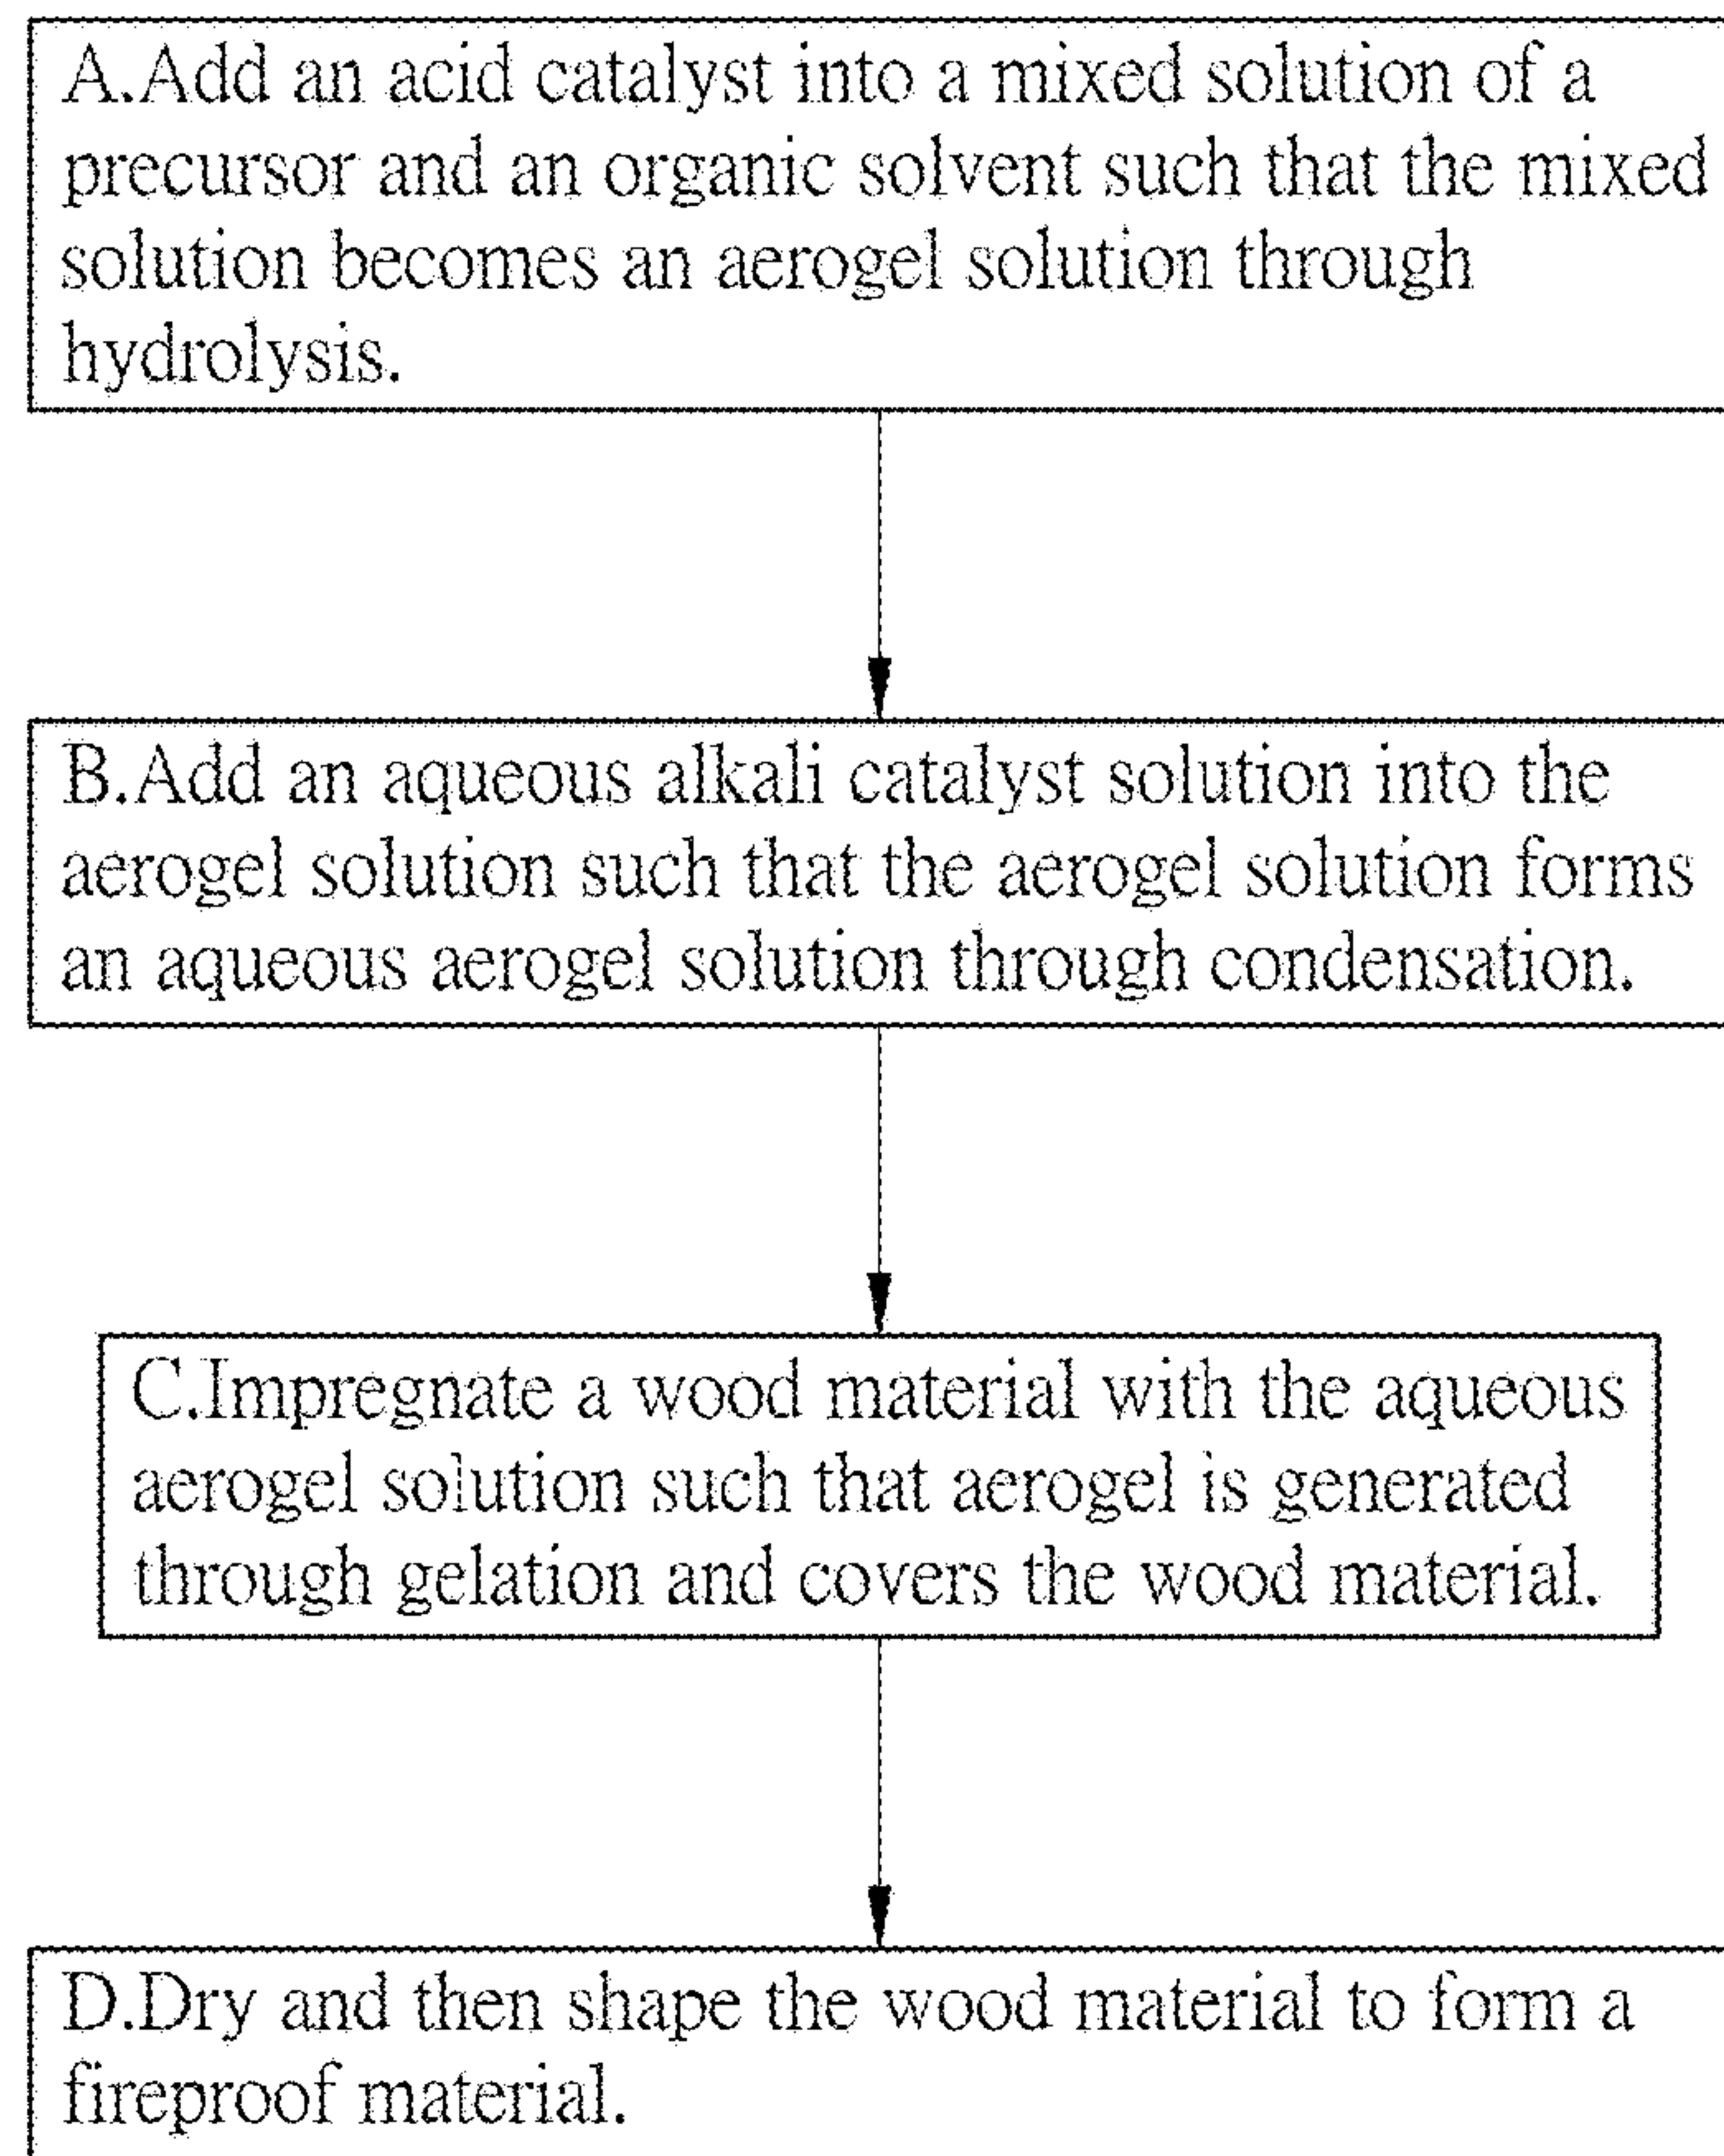 A.Add an acid catalyst into a mixed solution of a
precursor and an organic solvent such that the mixed
solution becomes an aerogel solution through
hydrolysis.
B.Add an aqueous alkali catalyst solution into the
aerogel solution such that the aerogel solution forms
an aqueous aerogel solution through condensation.
C.Impregnate a wood material with the aqueous
aerogel solution such that aerogel is generated
through gelation and covers the wood material.
D.Dry and then shape the wood material to form a
fireproof material.